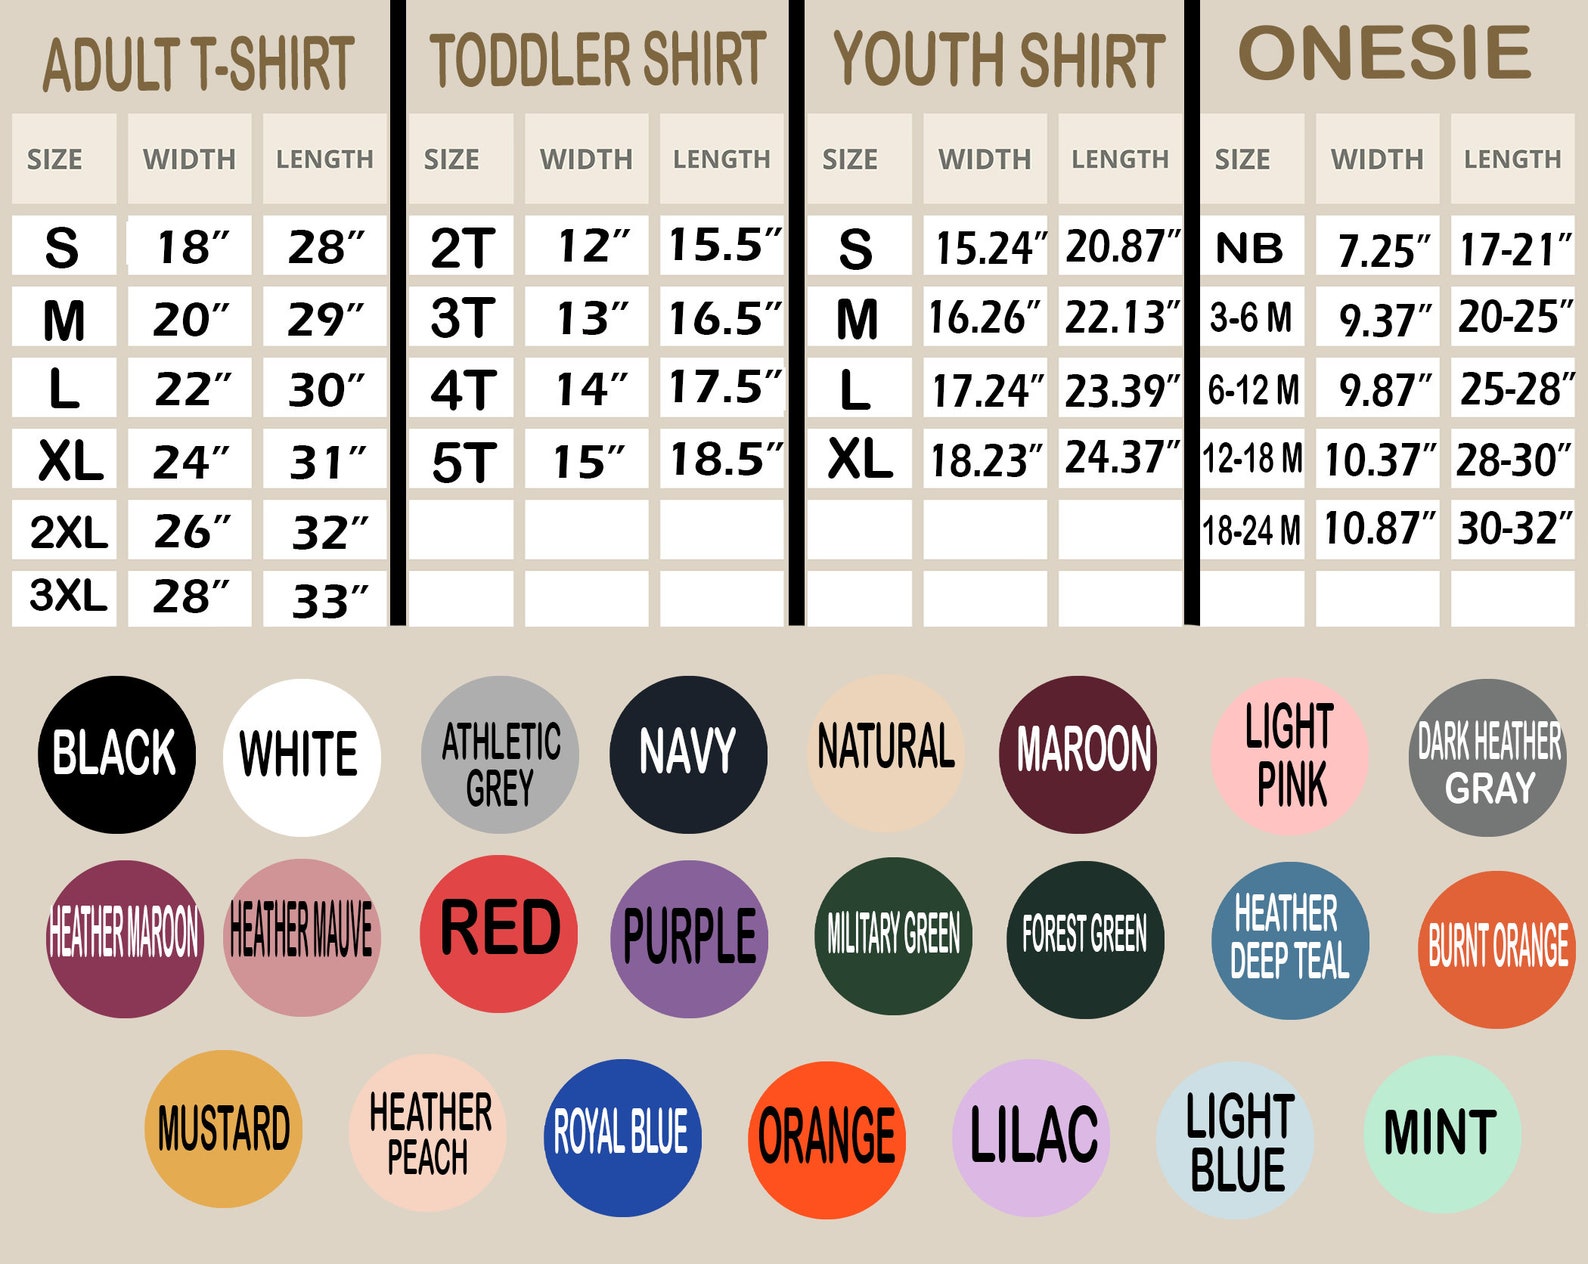 ADULT T-SHIRT
SIZE WIDTH LENGTH
S 18" 28"
M 20" 29"
L 22" 30"
XL 24" 31"
2XL 26" 32"
3XL 28" 33"
TODDLER SHIRT
SIZE WIDTH LENGTH
2T 12" 15.5"
3T 13" 16.5"
4T 14" 17.5"
5T 15" 18.5"
YOUTH SHIRT
SIZE WIDTH LENGTH
S 15.24" 20.87"
M 16.26" 22.13"
L 17.24" 23.39"
XL 18.23" 24.37"
ONESIE
SIZE WIDTH LENGTH
NB 7.25" 17-21"
3-6 M 9.37" 20-25"
6-12 M 9.87" 25-28"
12-18 M 10.37" 28-30"
18-24 M 10.87" 30-32"
BLACK
WHITE
ATHLETIC
GREY
NAVY
NATURAL
MAROON
LIGHT
PINK
DARK HEATHER
GRAY
HEATHER MAROON
HEATHER MAUVE
RED
PURPLE
MILITARY GREEN
FOREST GREEN
HEATHER
DEEP TEAL
BURNT ORANGE
MUSTARD
HEATHER
PEACH
ROYAL BLUE
ORANGE
LILAC
LIGHT
BLUE
MINT